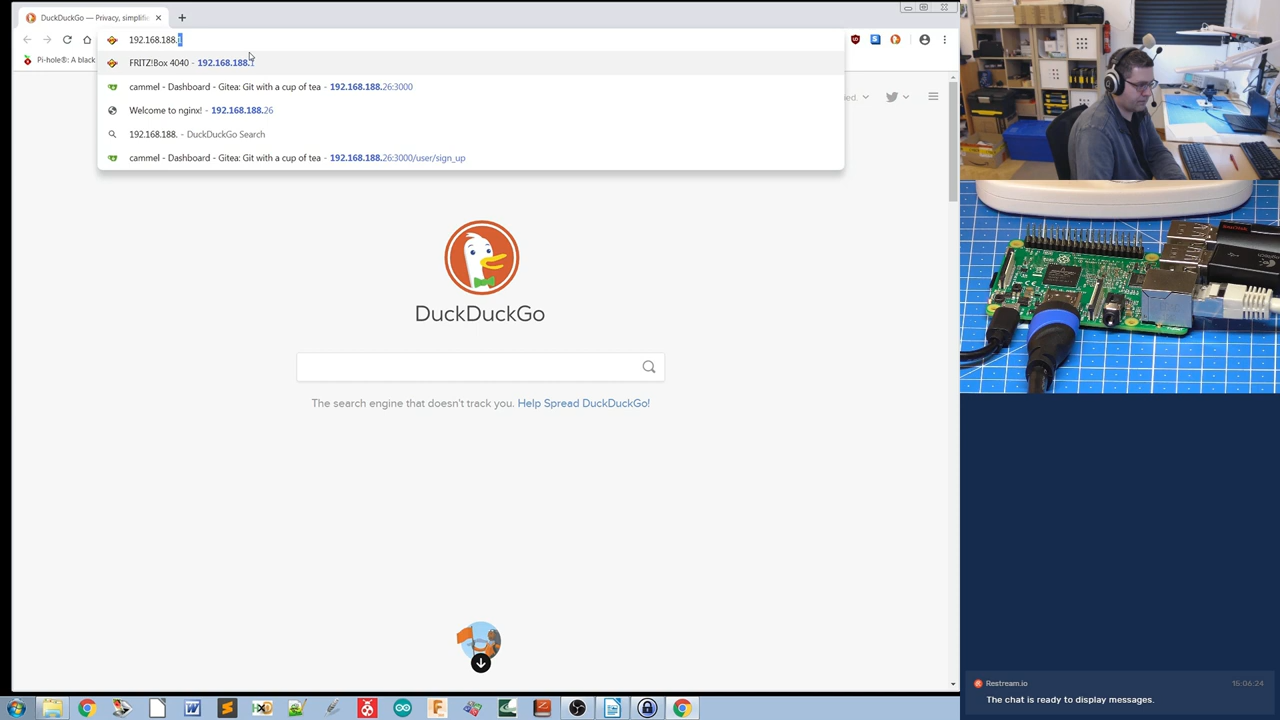 DuckDuckGo — Privacy, simplifie
192.168.188.1
Pi-hole®: A black
FRITZ!Box 4040 - 192.168.188.1
cammel - Dashboard - Gitea: Git with a cup of tea - 192.168.188.26:3000
Welcome to nginx! - 192.168.188.26
192.168.188. - DuckDuckGo Search
cammel - Dashboard - Gitea: Git with a cup of tea - 192.168.188.26:3000/user/sign_up
ed.
DuckDuckGo
The search engine that doesn't track you. Help Spread DuckDuckGo!
Restream.io
15:06:24
The chat is ready to display messages.